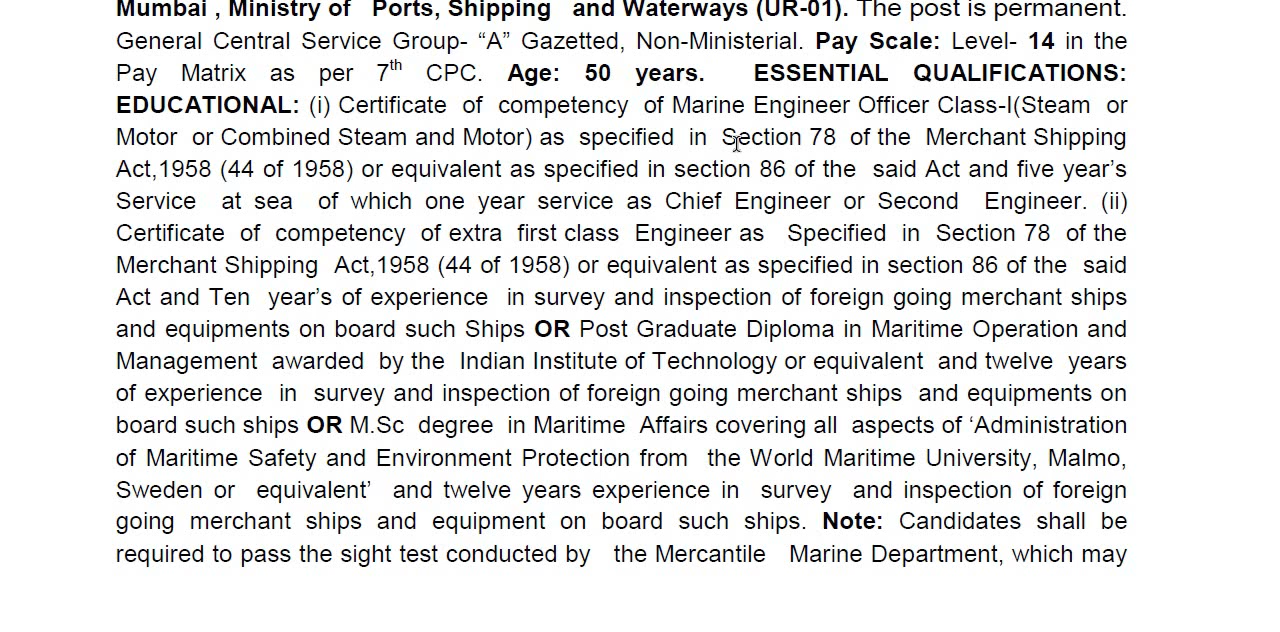 Mumbai , Ministry of Ports, Shipping and Waterways (UR-01). The post is permanent.
General Central Service Group- “A” Gazetted, Non-Ministerial. Pay Scale: Level- 14 in the
Pay Matrix as per 7th CPC. Age: 50 years. ESSENTIAL QUALIFICATIONS:
EDUCATIONAL: (i) Certificate of competency of Marine Engineer Officer Class-I(Steam or
Motor or Combined Steam and Motor) as specified in Section 78 of the Merchant Shipping
Act,1958 (44 of 1958) or equivalent as specified in section 86 of the said Act and five year’s
Service at sea of which one year service as Chief Engineer or Second Engineer. (ii)
Certificate of competency of extra first class Engineer as Specified in Section 78 of the
Merchant Shipping Act,1958 (44 of 1958) or equivalent as specified in section 86 of the said
Act and Ten year’s of experience in survey and inspection of foreign going merchant ships
and equipments on board such Ships OR Post Graduate Diploma in Maritime Operation and
Management awarded by the Indian Institute of Technology or equivalent and twelve years
of experience in survey and inspection of foreign going merchant ships and equipments on
board such ships OR M.Sc degree in Maritime Affairs covering all aspects of ‘Administration
of Maritime Safety and Environment Protection from the World Maritime University, Malmo,
Sweden or equivalent’ and twelve years experience in survey and inspection of foreign
going merchant ships and equipment on board such ships. Note: Candidates shall be
required to pass the sight test conducted by the Mercantile Marine Department, which may